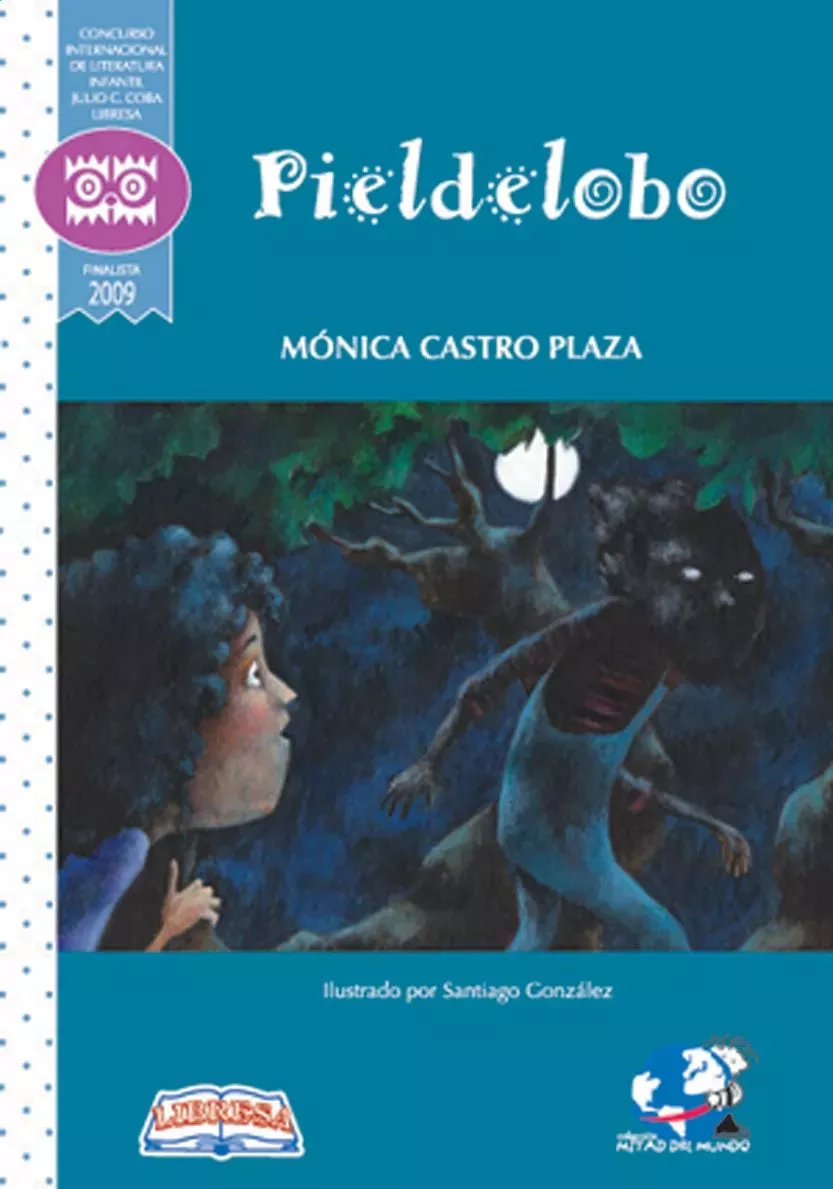 CONCURSO
INTERNACIONAL
DE LITERATURA
INFANTIL
JULIO C. COBA
LIBRESA
FINALISTA
2009
Pieldelobo
MÓNICA CASTRO PLAZA
Ilustrado por Santiago González
LIBRESA
colección
MITAD DEL MUNDO